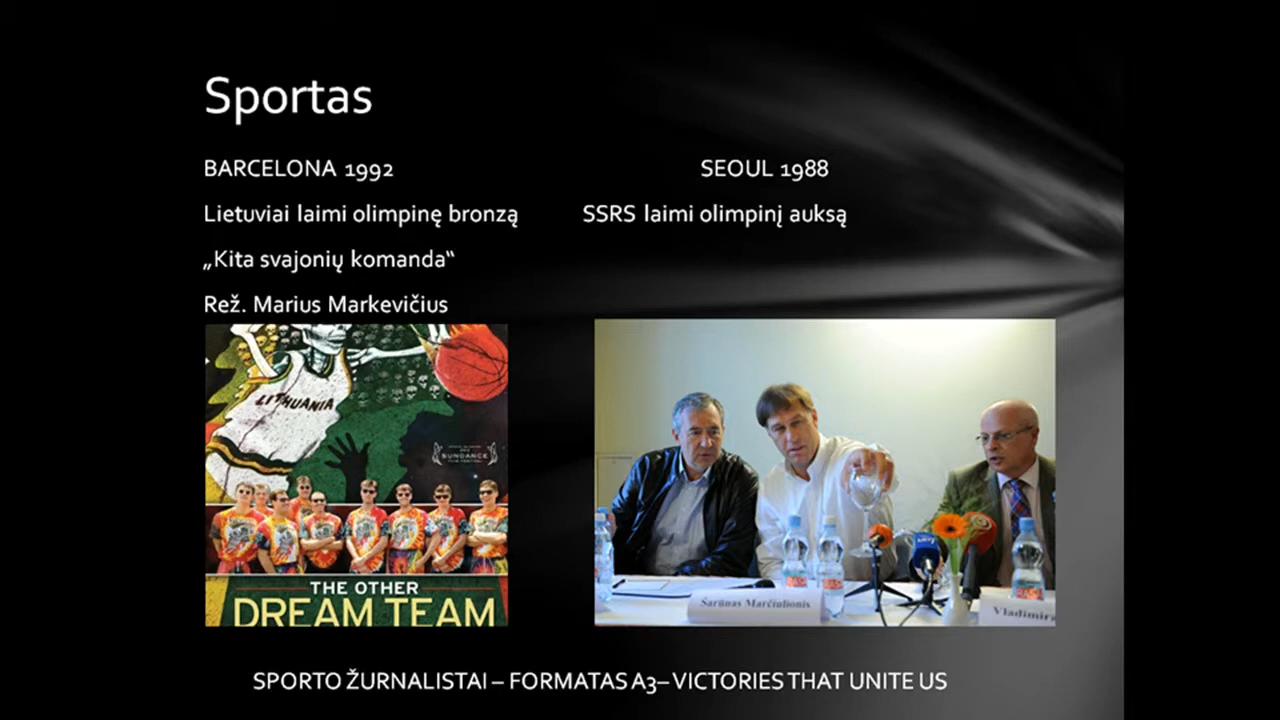 Sportas
BARCELONA 1992 SEOUL 1988
Lietuviai laimi olimpinę bronzą SSRS laimi olimpinį auksą
„Kita svajonių komanda“
Rež. Marius Markevičius
LITHUANIA
SUNDANCE
THE OTHER
DREAM TEAM
Šarūnas Marčiulionis
Vladimir
SPORTO ŽURNALISTAI – FORMATAS A3– VICTORIES THAT UNITE US